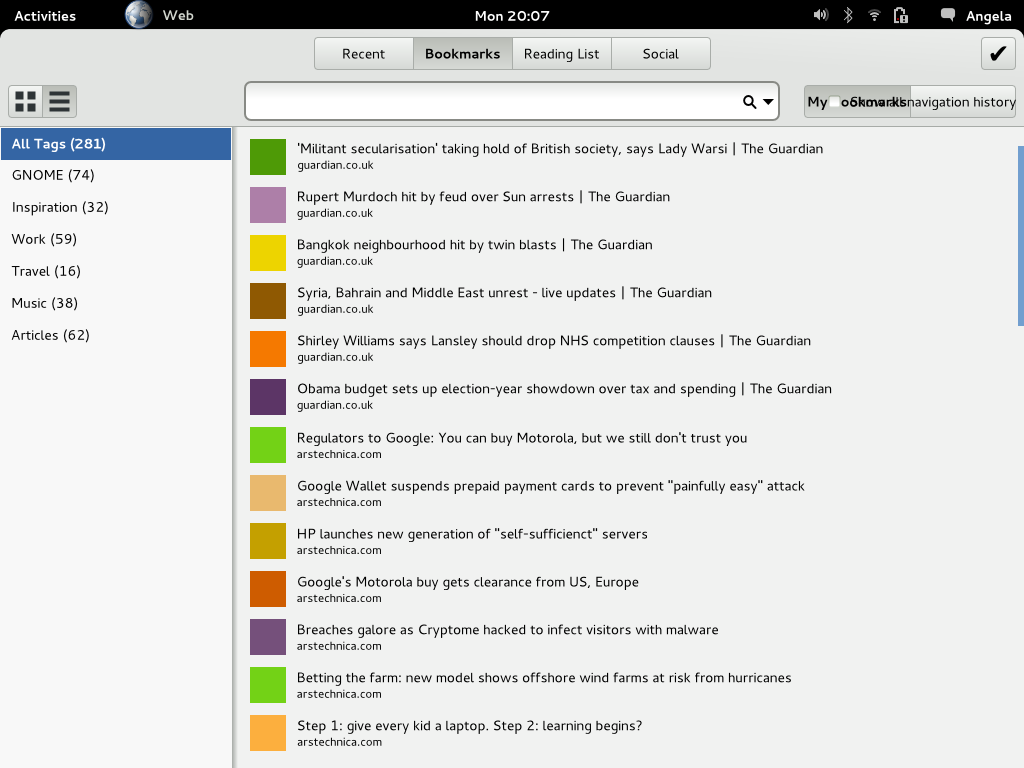 Activities Web Mon 20:07 Angela
Recent Bookmarks Reading List Social
My Bookmarks Show all navigation history
All Tags (281)
GNOME (74)
Inspiration (32)
Work (59)
Travel (16)
Music (38)
Articles (62)
'Militant secularisation' taking hold of British society, says Lady Warsi | The Guardian
guardian.co.uk
Rupert Murdoch hit by feud over Sun arrests | The Guardian
guardian.co.uk
Bangkok neighbourhood hit by twin blasts | The Guardian
guardian.co.uk
Syria, Bahrain and Middle East unrest - live updates | The Guardian
guardian.co.uk
Shirley Williams says Lansley should drop NHS competition clauses | The Guardian
guardian.co.uk
Obama budget sets up election-year showdown over tax and spending | The Guardian
guardian.co.uk
Regulators to Google: You can buy Motorola, but we still don't trust you
arstechnica.com
Google Wallet suspends prepaid payment cards to prevent "painfully easy" attack
arstechnica.com
HP launches new generation of "self-sufficienct" servers
arstechnica.com
Google's Motorola buy gets clearance from US, Europe
arstechnica.com
Breaches galore as Cryptome hacked to infect visitors with malware
arstechnica.com
Betting the farm: new model shows offshore wind farms at risk from hurricanes
arstechnica.com
Step 1: give every kid a laptop. Step 2: learning begins?
arstechnica.com